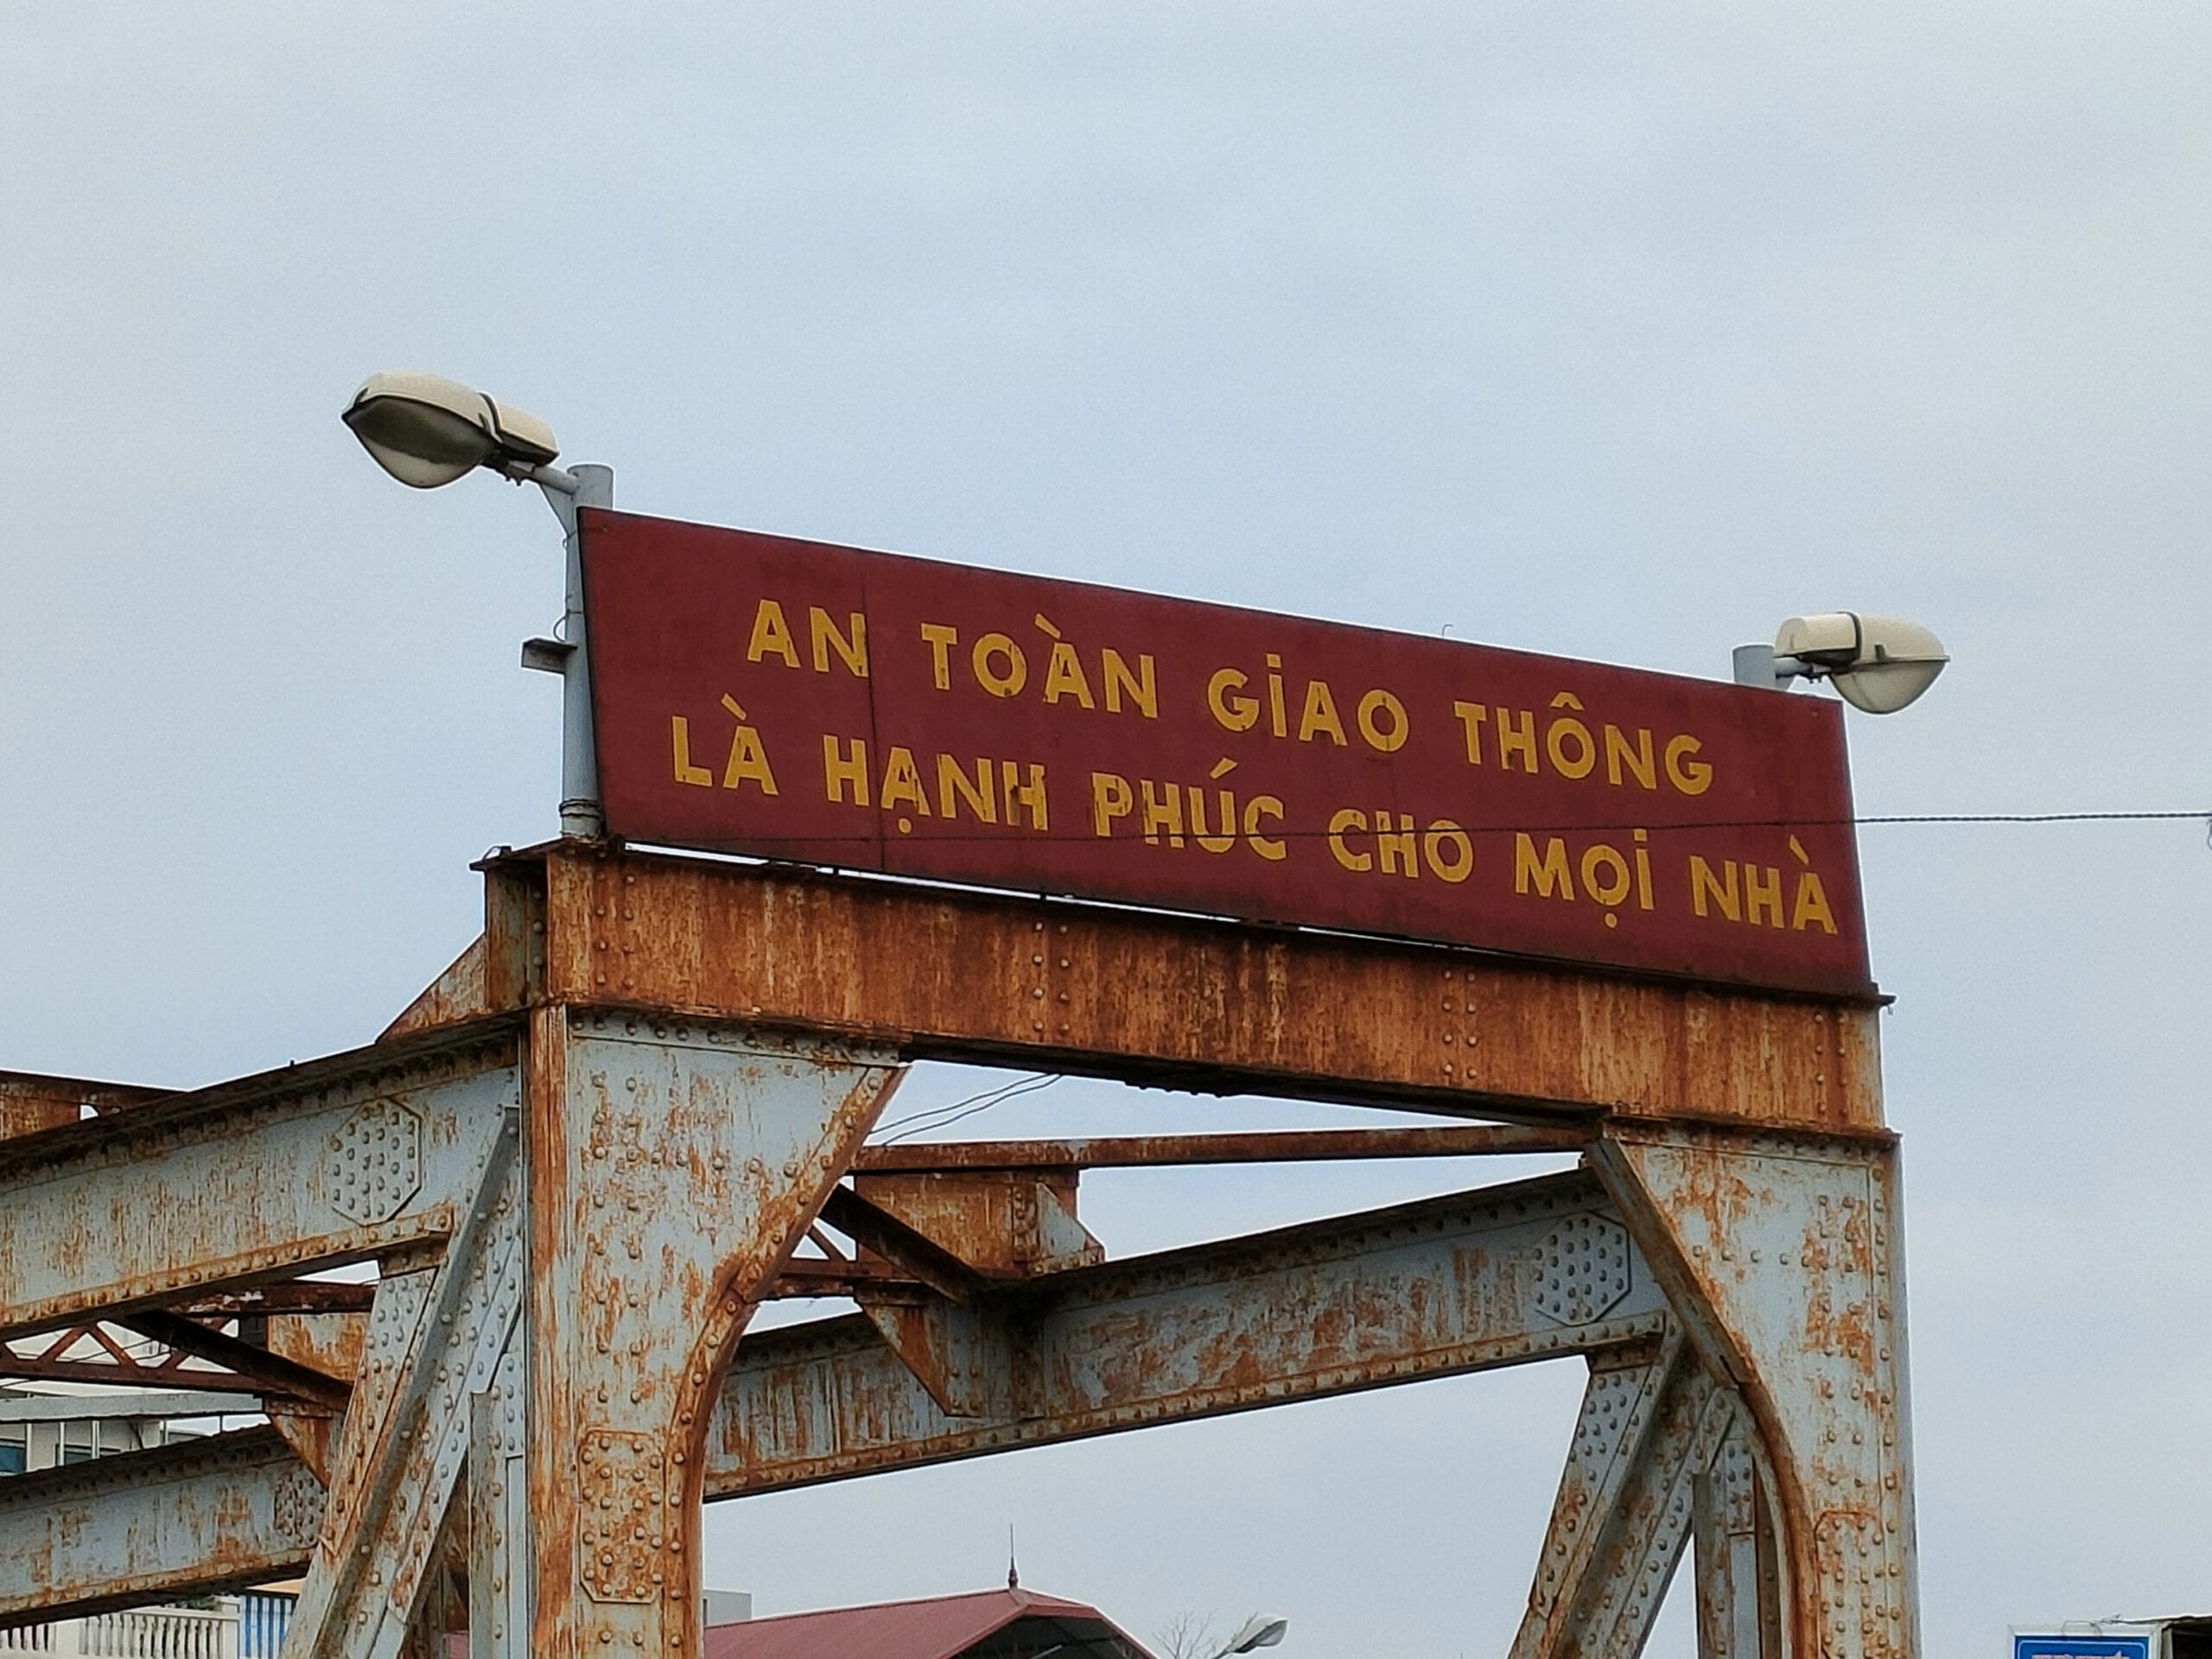 AN TOÀN GIAO THÔNG
LÀ HẠNH PHÚC CHO MỌI NHÀ